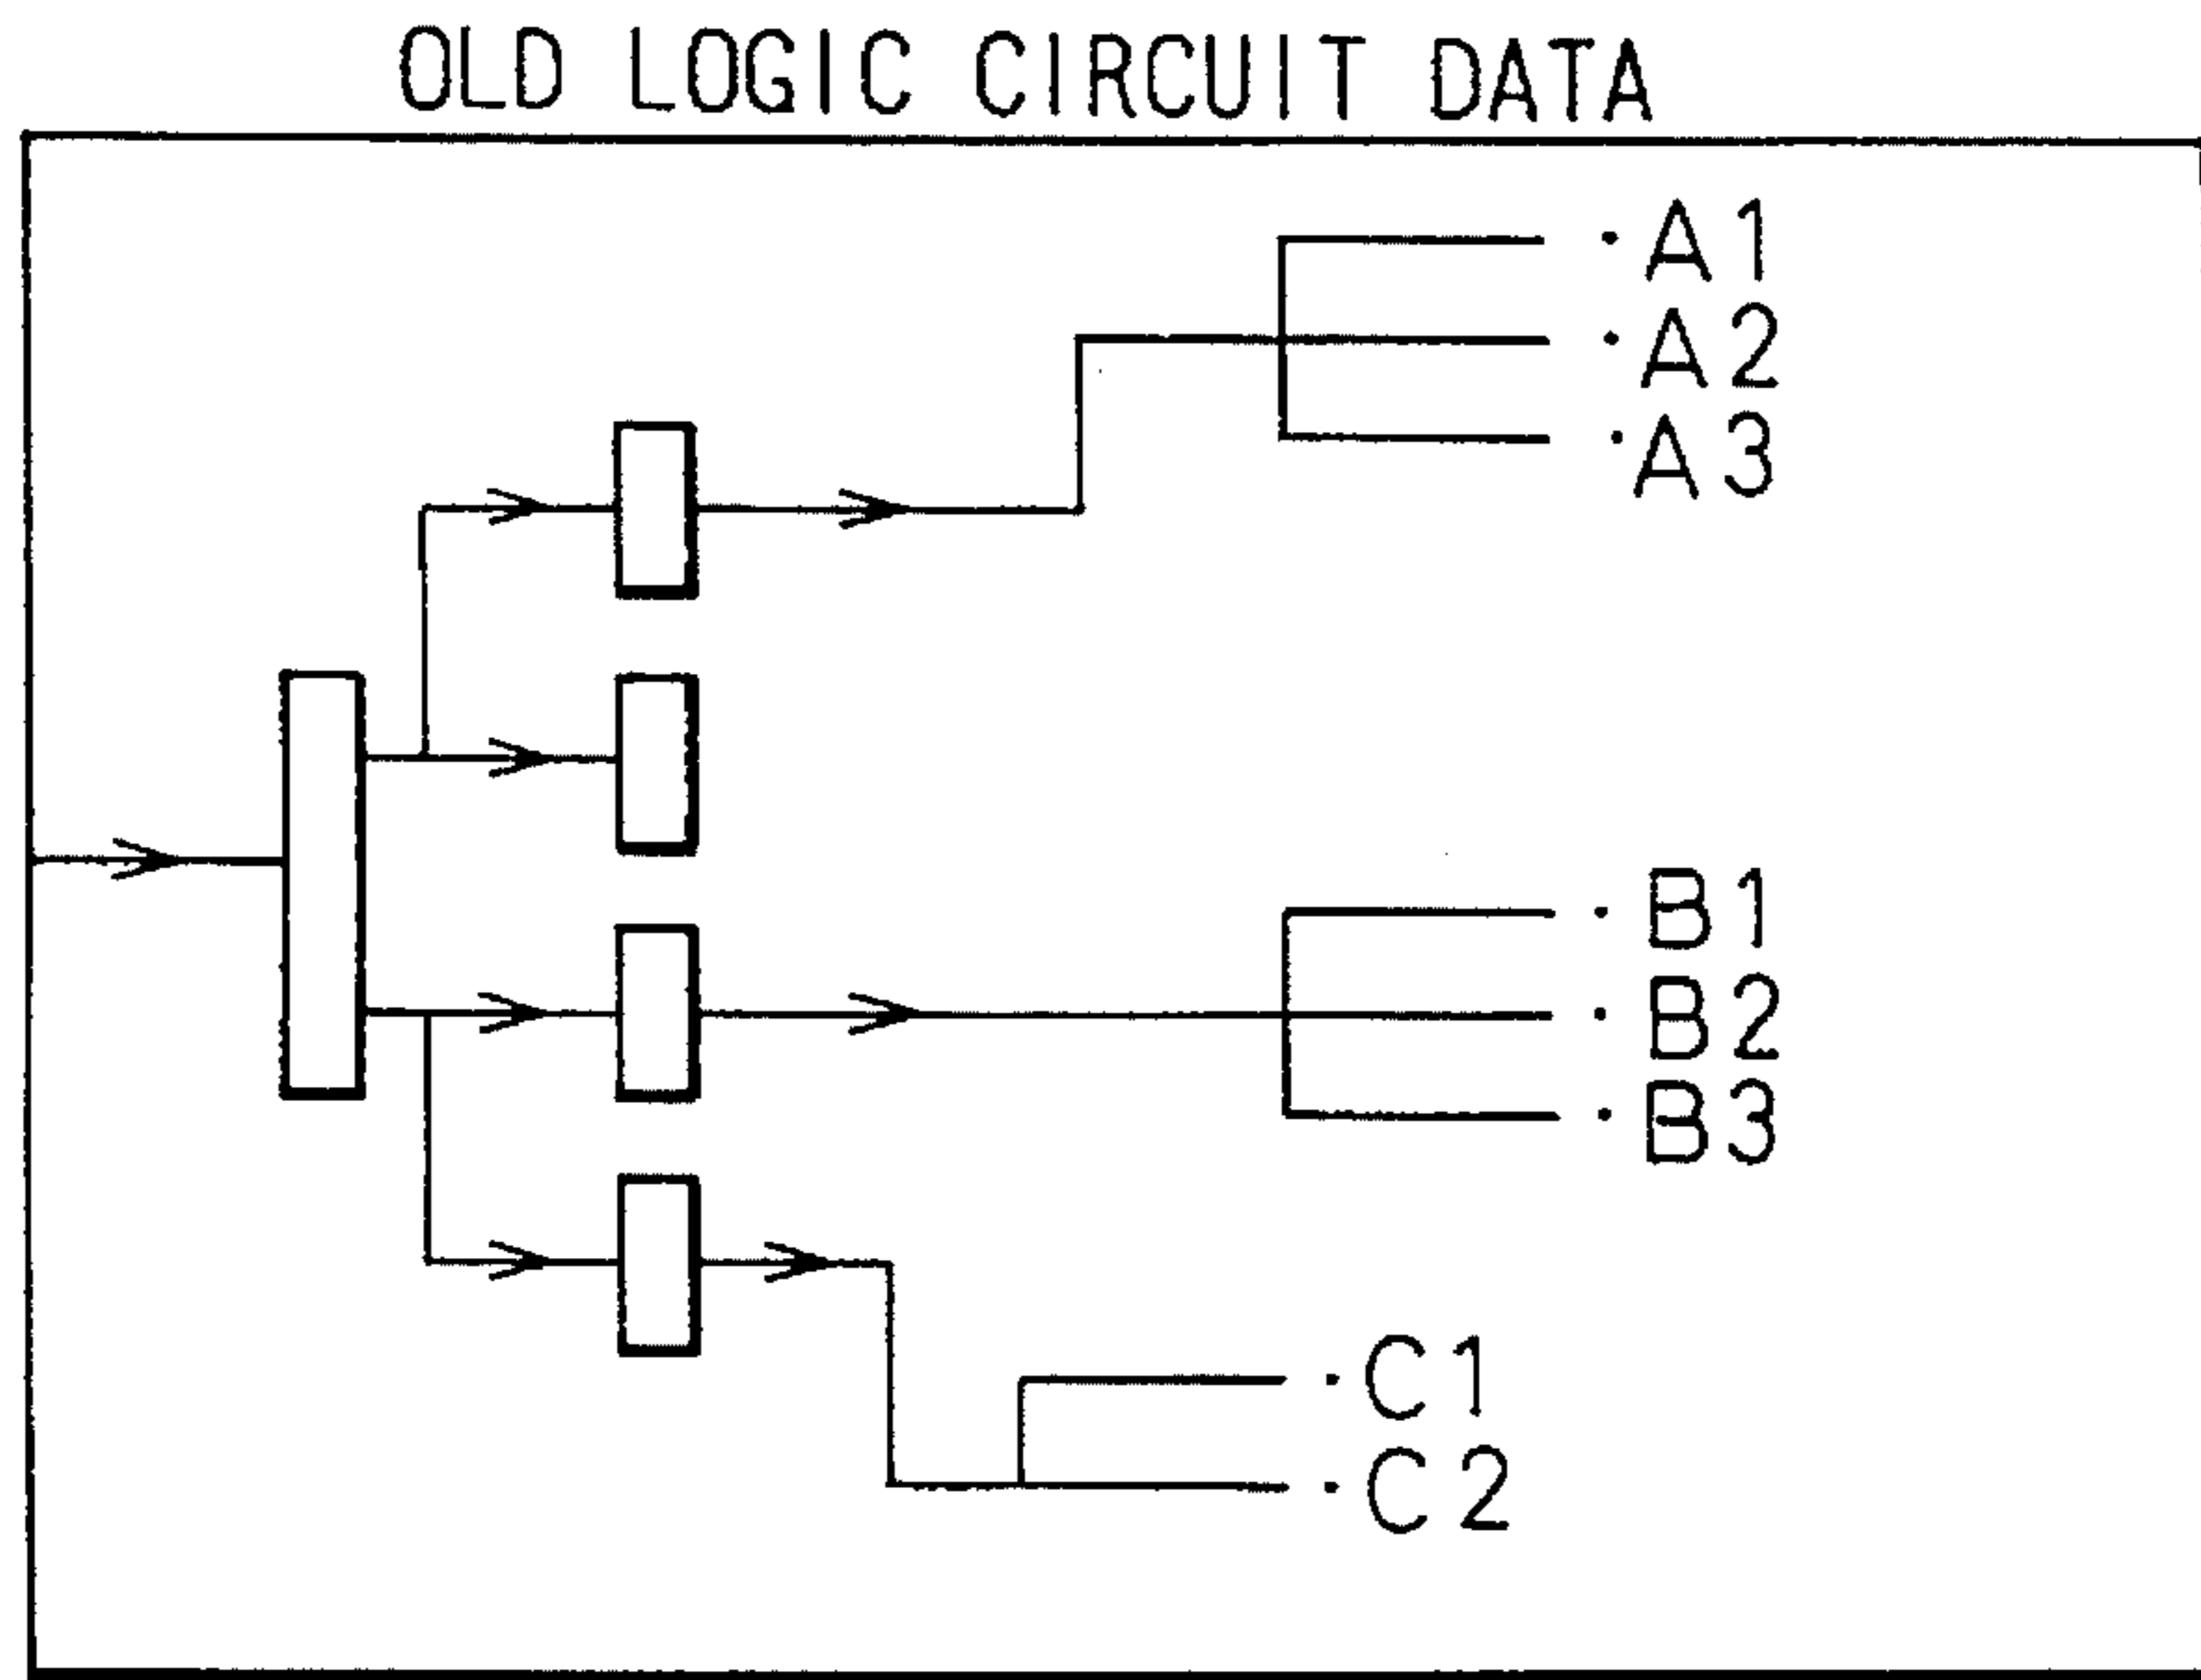 OLD LOGIC CIRCUIT DATA
·A1
·A2
·A3
·B1
·B2
·B3
·C1
·C2